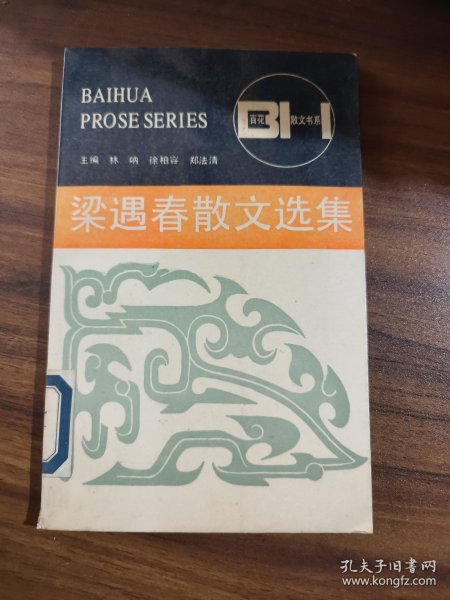 BAIHUA
PROSE SERIES
BH
百花 散文书系
主编 林呐 徐柏容 郑法清
梁遇春散文选集
孔夫子旧书网
www.kongfz.com